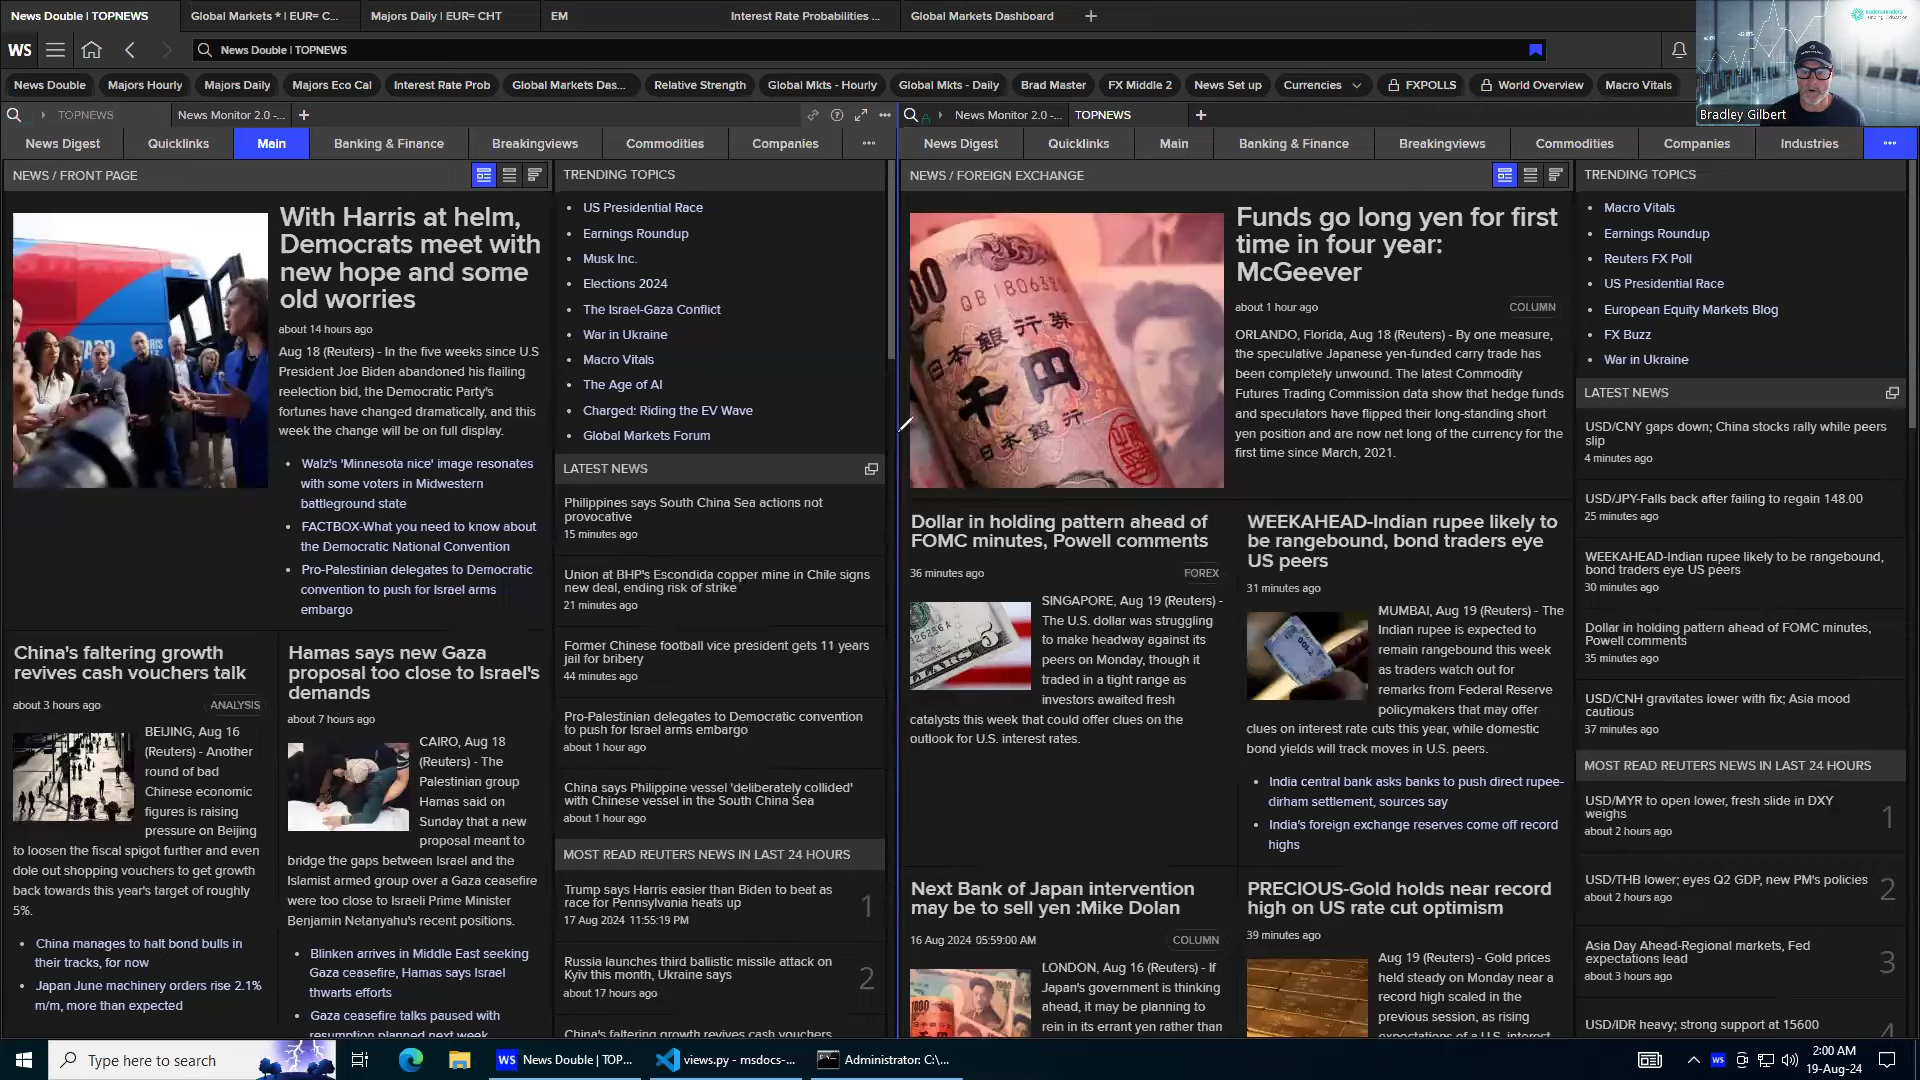 News Double | TOPNEWS
Global Markets * | EUR= C...
Majors Daily | EUR= CHT
EM
Interest Rate Probabilities ...
Global Markets Dashboard
WS
News Double | TOPNEWS
News Double
Majors Hourly
Majors Daily
Majors Eco Cal
Interest Rate Prob
Global Markets Das...
Relative Strength
Global Mkts - Hourly
Global Mkts - Daily
Brad Master
FX Middle 2
News Set up
Currencies
FXPOLLS
World Overview
Macro Vitals
Bradley Gilbert
TOPNEWS
News Monitor 2.0 -...
News Digest
Quicklinks
Main
Banking & Finance
Breakingviews
Commodities
Companies
NEWS / FRONT PAGE
With Harris at helm,
Democrats meet with
new hope and some
old worries
about 14 hours ago
Aug 18 (Reuters) - In the five weeks since U.S
President Joe Biden abandoned his flailing
reelection bid, the Democratic Party's
fortunes have changed dramatically, and this
week the change will be on full display.
Walz's 'Minnesota nice' image resonates
with some voters in Midwestern
battleground state
FACTBOX-What you need to know about
the Democratic National Convention
Pro-Palestinian delegates to Democratic
convention to push for Israel arms
embargo
China's faltering growth
revives cash vouchers talk
about 3 hours ago
ANALYSIS
BEIJING, Aug 16
(Reuters) - Another
round of bad
Chinese economic
figures is raising
pressure on Beijing
to loosen the fiscal spigot further and even
dole out shopping vouchers to get growth
back towards this year's target of roughly
5%.
China manages to halt bond bulls in
their tracks, for now
Japan June machinery orders rise 2.1%
m/m, more than expected
Hamas says new Gaza
proposal too close to Israel's
demands
about 7 hours ago
CAIRO, Aug 18
(Reuters) - The
Palestinian group
Hamas said on
Sunday that a new
proposal meant to
bridge the gaps between Israel and the
Islamist armed group over a Gaza ceasefire
were too close to Israeli Prime Minister
Benjamin Netanyahu's recent positions.
Blinken arrives in Middle East seeking
Gaza ceasefire, Hamas says Israel
thwarts efforts
Gaza ceasefire talks paused with
resumption planned next week
TRENDING TOPICS
US Presidential Race
Earnings Roundup
Musk Inc.
Elections 2024
The Israel-Gaza Conflict
War in Ukraine
Macro Vitals
The Age of AI
Charged: Riding the EV Wave
Global Markets Forum
LATEST NEWS
Philippines says South China Sea actions not
provocative
15 minutes ago
Union at BHP's Escondida copper mine in Chile signs
new deal, ending risk of strike
21 minutes ago
Former Chinese football vice president gets 11 years
jail for bribery
44 minutes ago
Pro-Palestinian delegates to Democratic convention
to push for Israel arms embargo
about 1 hour ago
China says Philippine vessel 'deliberately collided'
with Chinese vessel in the South China Sea
about 1 hour ago
MOST READ REUTERS NEWS IN LAST 24 HOURS
Trump says Harris easier than Biden to beat as
race for Pennsylvania heats up
17 Aug 2024 11:55:19 PM
1
Russia launches third ballistic missile attack on
Kyiv this month, Ukraine says
about 17 hours ago
2
China's faltering growth revives cash vouchers
News Monitor 2.0 -...
TOPNEWS
News Digest
Quicklinks
Main
Banking & Finance
Breakingviews
Commodities
Companies
Industries
NEWS / FOREIGN EXCHANGE
Funds go long yen for first
time in four year:
McGeever
about 1 hour ago
COLUMN
ORLANDO, Florida, Aug 18 (Reuters) - By one measure,
the speculative Japanese yen-funded carry trade has
been completely unwound. The latest Commodity
Futures Trading Commission data show that hedge funds
and speculators have flipped their long-standing short
yen position and are now net long of the currency for the
first time since March, 2021.
日本銀行券
千円
日本銀行
Dollar in holding pattern ahead of
FOMC minutes, Powell comments
36 minutes ago
FOREX
SINGAPORE, Aug 19 (Reuters) -
The U.S. dollar was struggling
to make headway against its
peers on Monday, though it
traded in a tight range as
investors awaited fresh
catalysts this week that could offer clues on the
outlook for U.S. interest rates.
WEEKAHEAD-Indian rupee likely to
be rangebound, bond traders eye
US peers
31 minutes ago
MUMBAI, Aug 19 (Reuters) - The
Indian rupee is expected to
remain rangebound this week
as traders watch out for
remarks from Federal Reserve
policymakers that may offer
clues on interest rate cuts this year, while domestic
bond yields will track moves in U.S. peers.
India central bank asks banks to push direct rupee-
dirham settlement, sources say
India's foreign exchange reserves come off record
highs
Next Bank of Japan intervention
may be to sell yen :Mike Dolan
16 Aug 2024 05:59:00 AM
COLUMN
LONDON, Aug 16 (Reuters) - If
Japan's government is thinking
ahead, it may be planning to
rein in its errant yen rather than
PRECIOUS-Gold holds near record
high on US rate cut optimism
39 minutes ago
Aug 19 (Reuters) - Gold prices
held steady on Monday near a
record high scaled in the
previous session, as rising
expectations of a U.S. interest
TRENDING TOPICS
Macro Vitals
Earnings Roundup
Reuters FX Poll
US Presidential Race
European Equity Markets Blog
FX Buzz
War in Ukraine
LATEST NEWS
USD/CNY gaps down; China stocks rally while peers
slip
4 minutes ago
USD/JPY-Falls back after failing to regain 148.00
25 minutes ago
WEEKAHEAD-Indian rupee likely to be rangebound,
bond traders eye US peers
30 minutes ago
Dollar in holding pattern ahead of FOMC minutes,
Powell comments
35 minutes ago
USD/CNH gravitates lower with fix; Asia mood
cautious
37 minutes ago
MOST READ REUTERS NEWS IN LAST 24 HOURS
USD/MYR to open lower, fresh slide in DXY
weighs
about 2 hours ago
1
USD/THB lower; eyes Q2 GDP, new PM's policies
about 2 hours ago
2
Asia Day Ahead-Regional markets, Fed
expectations lead
about 3 hours ago
3
USD/IDR heavy; strong support at 15600
4
Type here to search
WS
News Double | TOP...
views.py - msdocs-...
Administrator: C:\...
WS
2:00 AM
19-Aug-24